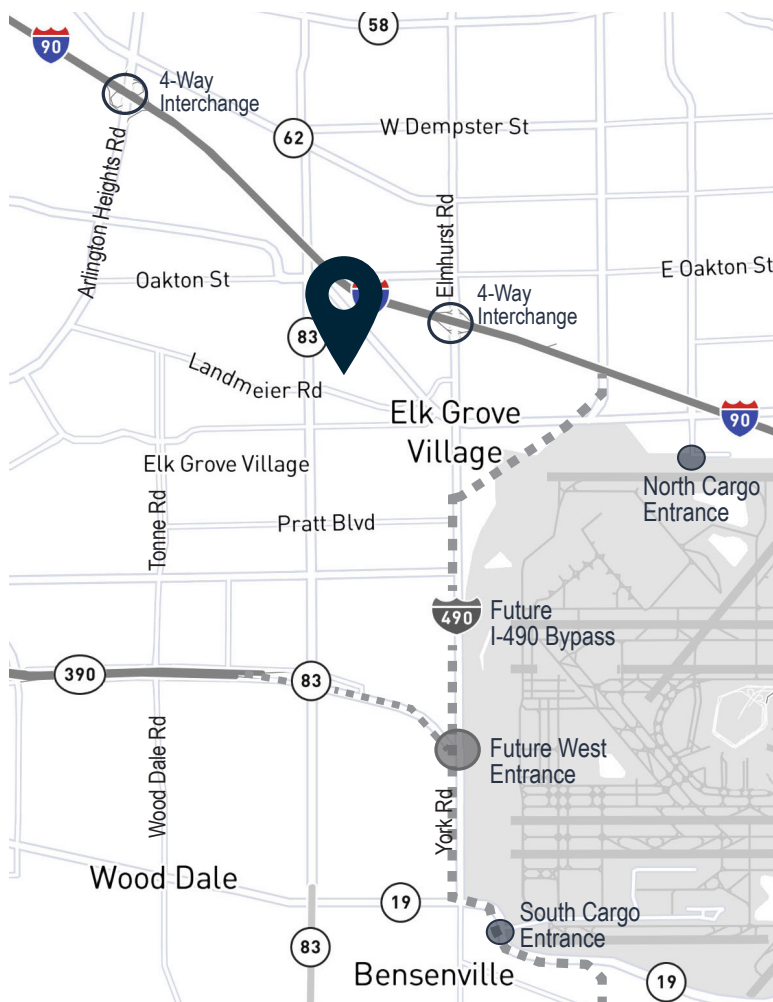 58
90
4-Way
Interchange
62
W Dempster St
Arlington Heights Rd
Elmhurst Rd
Oakton St
E Oakton St
4-Way
Interchange
83
Landmeier Rd
Elk Grove
Village
90
Elk Grove Village
North Cargo
Entrance
Tonne Rd
Pratt Blvd
490
Future
I-490 Bypass
390
83
Wood Dale Rd
Future West
Entrance
York Rd
Wood Dale
19
South Cargo
Entrance
83
Bensenville
19